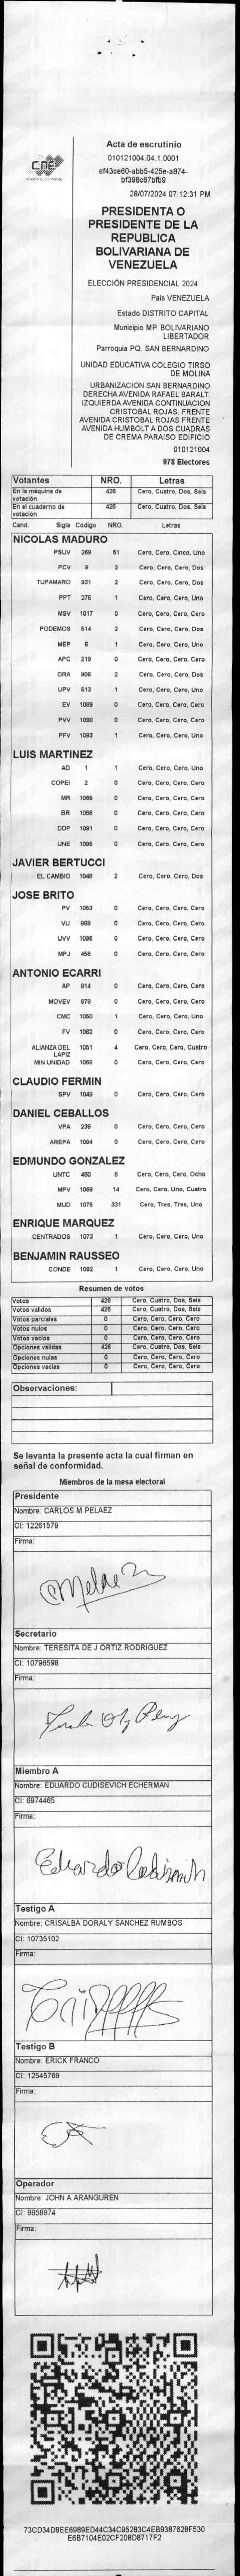 CNE
Acta de escrutinio
010121004.04.1.0001
ef43ce60-abb5-425e-a874-
bf398c67bfb9
28/07/2024 07:12:31 PM
PRESIDENTA O
PRESIDENTE DE LA
REPUBLICA
BOLIVARIANA DE
VENEZUELA
ELECCIÓN PRESIDENCIAL 2024
País VENEZUELA
Estado DISTRITO CAPITAL
Municipio MP. BOLIVARIANO
LIBERTADOR
Parroquia PQ. SAN BERNARDINO
UNIDAD EDUCATIVA COLEGIO TIRSO
DE MOLINA
URBANIZACION SAN BERNARDINO
DERECHA AVENIDA RAFAEL BARALT.
IZQUIERDA AVENIDA CONTINUACION
CRISTOBAL ROJAS. FRENTE
AVENIDA CRISTOBAL ROJAS FRENTE
AVENIDA HUMBOLT A DOS CUADRAS
DE CREMA PARAISO EDIFICIO
010121004
978 Electores
Votantes NRO. Letras
En la máquina de votación 426 Cero, Cuatro, Dos, Seis
En el cuaderno de votación 426 Cero, Cuatro, Dos, Seis
Cand. Sigla Código NRO. Letras
NICOLAS MADURO
PSUV 269 51 Cero, Cero, Cinco, Uno
PCV 9 2 Cero, Cero, Cero, Dos
TUPAMARO 931 2 Cero, Cero, Cero, Dos
PPT 276 1 Cero, Cero, Cero, Uno
MSV 1017 0 Cero, Cero, Cero, Cero
PODEMOS 514 2 Cero, Cero, Cero, Dos
MEP 6 1 Cero, Cero, Cero, Uno
APC 219 0 Cero, Cero, Cero, Cero
ORA 906 2 Cero, Cero, Cero, Dos
UPV 513 1 Cero, Cero, Cero, Uno
EV 1089 0 Cero, Cero, Cero, Cero
PVV 1090 0 Cero, Cero, Cero, Cero
PFV 1093 1 Cero, Cero, Cero, Uno
LUIS MARTINEZ
AD 1 1 Cero, Cero, Cero, Uno
COPEI 2 0 Cero, Cero, Cero, Cero
MR 1065 0 Cero, Cero, Cero, Cero
BR 1066 0 Cero, Cero, Cero, Cero
DDP 1091 0 Cero, Cero, Cero, Cero
UNE 1095 0 Cero, Cero, Cero, Cero
JAVIER BERTUCCI
EL CAMBIO 1046 2 Cero, Cero, Cero, Dos
JOSE BRITO
PV 1053 0 Cero, Cero, Cero, Cero
VU 869 0 Cero, Cero, Cero, Cero
UVV 1096 0 Cero, Cero, Cero, Cero
MPJ 458 0 Cero, Cero, Cero, Cero
ANTONIO ECARRI
AP 914 0 Cero, Cero, Cero, Cero
MOVEV 978 0 Cero, Cero, Cero, Cero
CMC 1050 1 Cero, Cero, Cero, Uno
FV 1062 0 Cero, Cero, Cero, Cero
ALIANZA DEL LAPIZ 1051 4 Cero, Cero, Cero, Cuatro
MIN UNIDAD 1068 0 Cero, Cero, Cero, Cero
CLAUDIO FERMIN
SPV 1049 0 Cero, Cero, Cero, Cero
DANIEL CEBALLOS
VPA 236 0 Cero, Cero, Cero, Cero
AREPA 1094 0 Cero, Cero, Cero, Cero
EDMUNDO GONZALEZ
UNTC 460 8 Cero, Cero, Cero, Ocho
MPV 1069 14 Cero, Cero, Uno, Cuatro
MUD 1075 331 Cero, Tres, Tres, Uno
ENRIQUE MARQUEZ
CENTRADOS 1073 1 Cero, Cero, Cero, Uno
BENJAMIN RAUSSEO
CONDE 1092 1 Cero, Cero, Cero, Uno
Resumen de votos
Votos 426 Cero, Cuatro, Dos, Seis
Votos validos 426 Cero, Cuatro, Dos, Seis
Votos parciales 0 Cero, Cero, Cero, Cero
Votos nulos 0 Cero, Cero, Cero, Cero
Votos vacios 0 Cero, Cero, Cero, Cero
Opciones validas 426 Cero, Cuatro, Dos, Seis
Opciones nulas 0 Cero, Cero, Cero, Cero
Opciones vacias 0 Cero, Cero, Cero, Cero
Observaciones:
Se levanta la presente acta la cual firman en
señal de conformidad.
Miembros de la mesa electoral
Presidente
Nombre: CARLOS M PELAEZ
CI: 12261579
Firma:
Secretario
Nombre: TERESITA DE J ORTIZ RODRIGUEZ
CI: 10796598
Firma:
Miembro A
Nombre: EDUARDO CUDISEVICH ECHERMAN
CI: 6974465
Firma:
Eduardo
Testigo A
Nombre: CRISALBA DORALY SANCHEZ RUMBOS
CI: 10735102
Firma:
Testigo B
Nombre: ERICK FRANCO
CI: 12545769
Firma:
Operador
Nombre: JOHN A ARANGUREN
CI: 9958974
Firma:
73CD34D8EE6989ED44C34C95283C4EB9387628F530
E6B7104E02CF208D8717F2